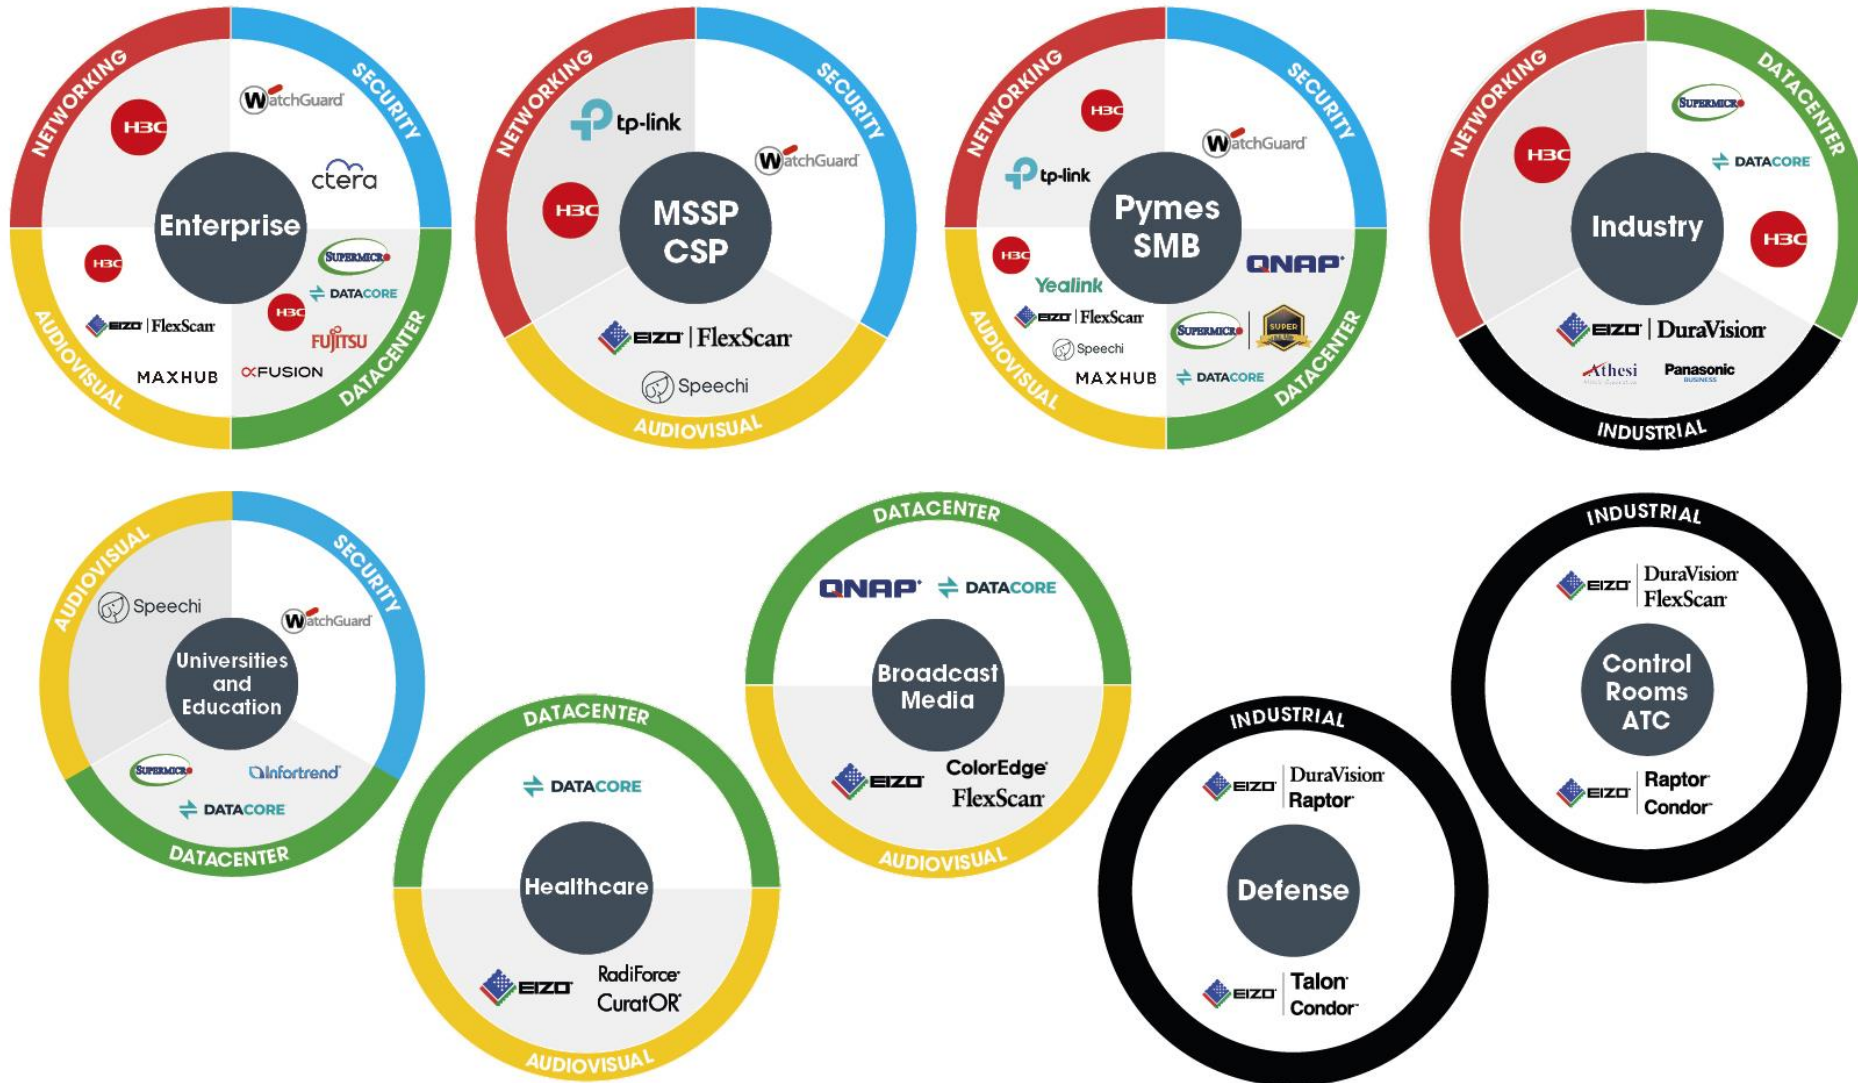 NETWORKING
SECURITY
H3C
WatchGuard
ctera
Enterprise
H3C
EIZO | FlexScan
MAXHUB
SUPERMICRO
DATACORE
H3C
FUJITSU
XFUSION
AUDIOVISUAL
DATACENTER
NETWORKING
SECURITY
tp-link
H3C
WatchGuard
MSSP
CSP
EIZO | FlexScan
Speechi
AUDIOVISUAL
NETWORKING
SECURITY
H3C
tp-link
WatchGuard
Pymes
SMB
H3C
Yealink
EIZO | FlexScan
Speechi
MAXHUB
QNAP
SUPERMICRO
SUPER
DATACORE
AUDIOVISUAL
DATACENTER
NETWORKING
DATACENTER
H3C
SUPERMICRO
DATACORE
H3C
Industry
EIZO | DuraVision
Athesi
Panasonic
BUSINESS
INDUSTRIAL
AUDIOVISUAL
SECURITY
Speechi
WatchGuard
Universities
and
Education
SUPERMICRO
Infortrend
DATACORE
DATACENTER
DATACENTER
DATACORE
Healthcare
EIZO
RadiForce
CuratOR
AUDIOVISUAL
DATACENTER
QNAP
DATACORE
Broadcast
Media
EIZO
ColorEdge
FlexScan
AUDIOVISUAL
INDUSTRIAL
EIZO
DuraVision
Raptor
Defense
EIZO
Talon
Condor
INDUSTRIAL
EIZO
DuraVision
FlexScan
Control
Rooms
ATC
EIZO
Raptor
Condor